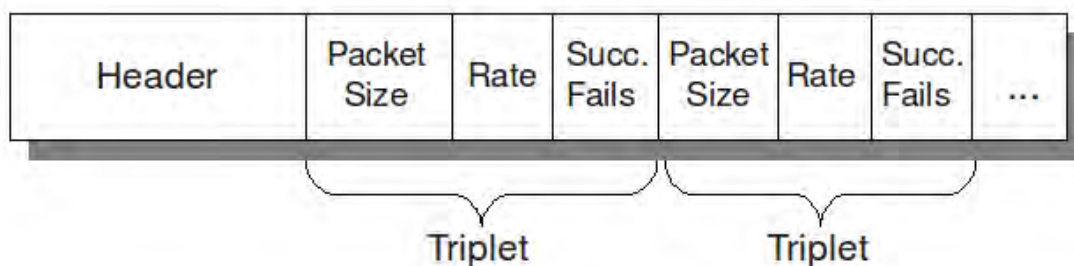 Header
Packet
Size
Rate
Succ.
Fails
Packet
Size
Rate
Succ.
Fails
...
Triplet
Triplet